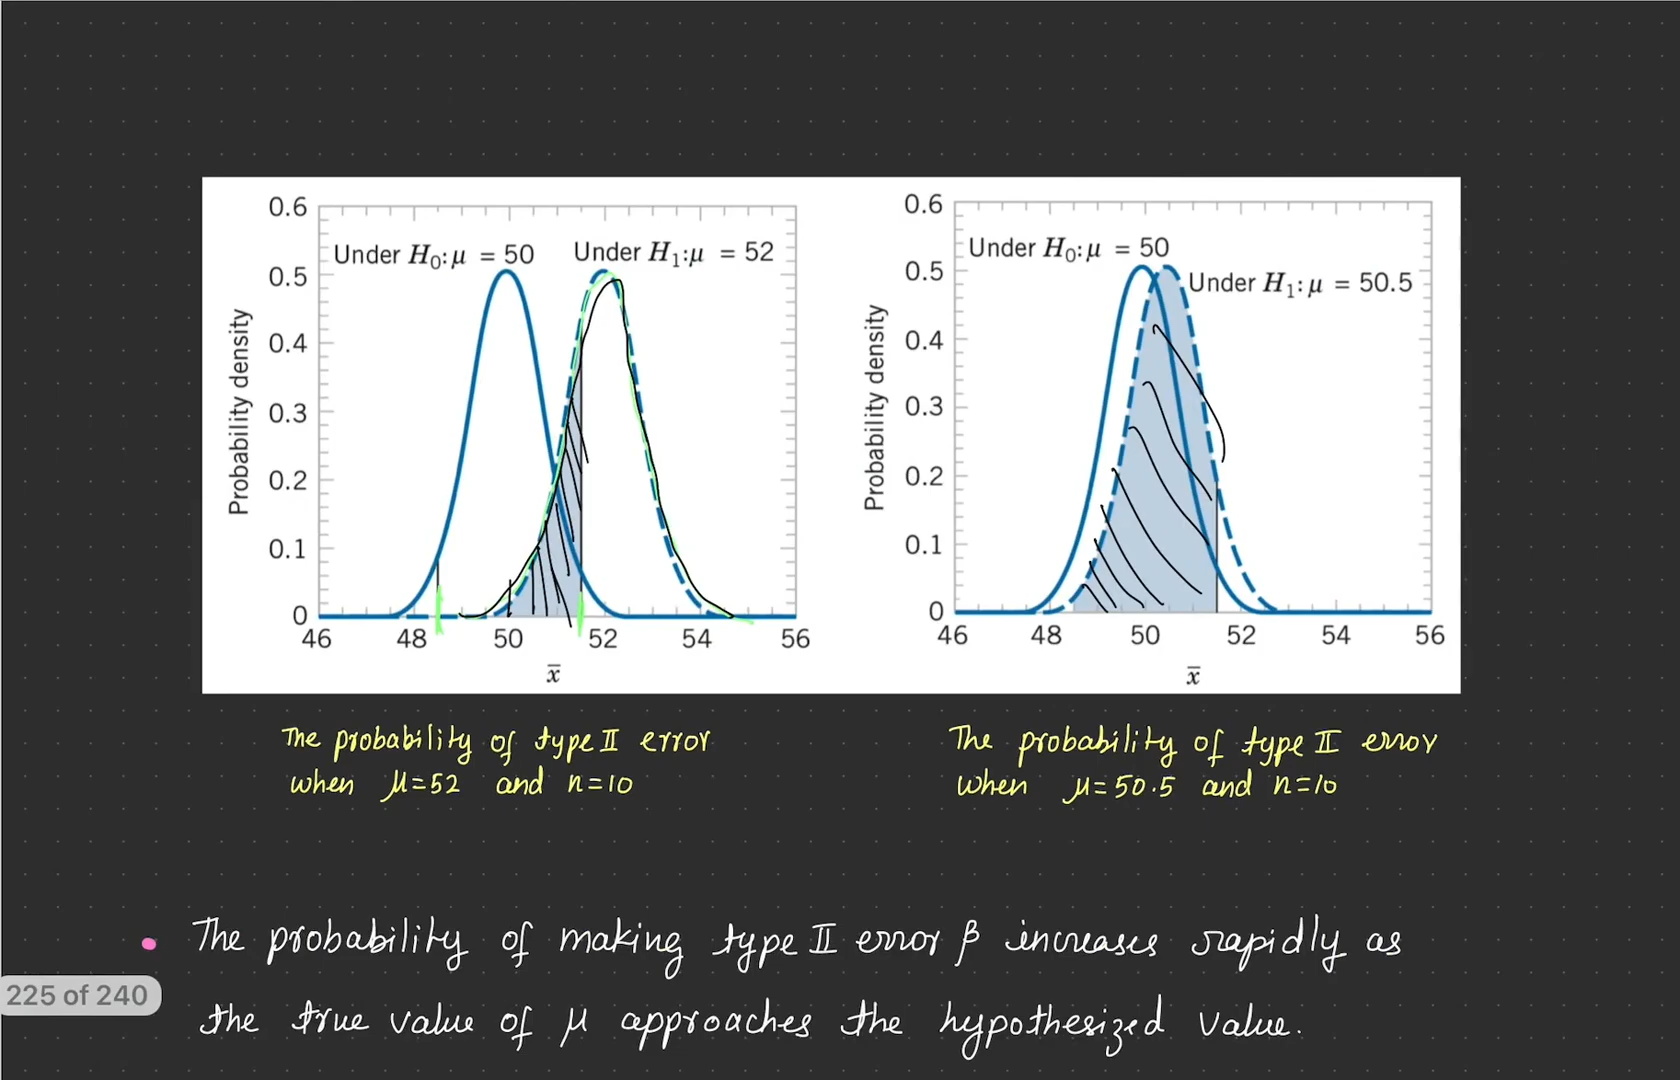 Under H₀:μ = 50
Under H₁:μ = 52
Probability density
0.6
0.5
0.4
0.3
0.2
0.1
0
46 48 50 52 54 56
x̅
Under H₀:μ = 50
Under H₁:μ = 50.5
Probability density
0.6
0.5
0.4
0.3
0.2
0.1
0
46 48 50 52 54 56
x̅
The probability of type II error
when μ=52 and n=10
The probability of type II error
when μ=50.5 and n=10
The probability of making type II error β increases rapidly as
225 of 240
the true value of μ approaches the hypothesized value.